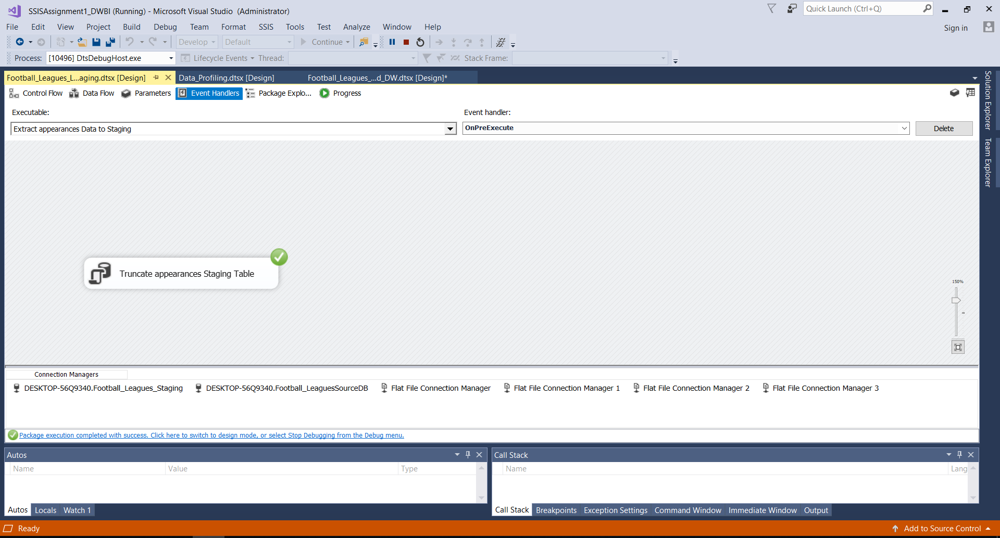 SSISAssignment1_DWBI (Running) - Microsoft Visual Studio (Administrator)
Quick Launch (Ctrl+Q)
File Edit View Project Build Debug Team Format SSIS Tools Test Analyze Window Help
Sign in
Develop Default Continue
Process: [10496] DtsDebugHost.exe Lifecycle Events Thread: Stack Frame:
Football_Leagues_L...aging.dtsx [Design] Data_Profiling.dtsx [Design] Football_Leagues_...d_DW.dtsx [Design]*
Control Flow Data Flow Parameters Event Handlers Package Explo... Progress
Executable: Event handler:
Extract appearances Data to Staging OnPreExecute Delete
Solution Explorer
Team Explorer
Truncate appearances Staging Table
150%
Connection Managers
DESKTOP-56Q9340.Football_Leagues_Staging DESKTOP-56Q9340.Football_LeaguesSourceDB Flat File Connection Manager Flat File Connection Manager 1 Flat File Connection Manager 2 Flat File Connection Manager 3
Package execution completed with success. Click here to switch to design mode, or select Stop Debugging from the Debug menu.
Autos Call Stack
Name Value Type Name Lang
Autos Locals Watch 1 Call Stack Breakpoints Exception Settings Command Window Immediate Window Output
Ready Add to Source Control